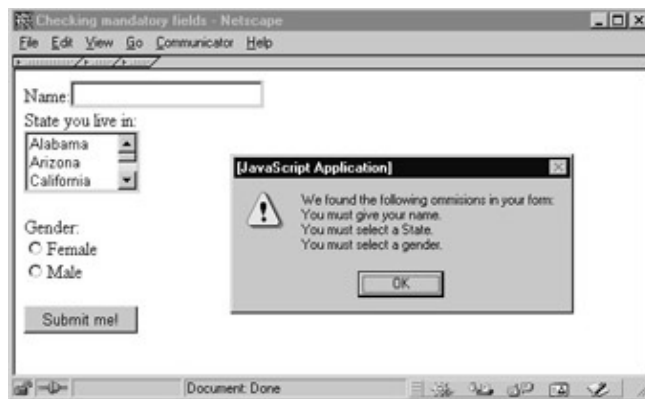 Checking mandatory fields - Netscape
File Edit View Go Communicator Help
Name:
State you live in:
Alabama
Arizona
California
Gender:
Female
Male
Submit me!
[JavaScript Application]
We found the following ommisions in your form:
You must give your name.
You must select a State.
You must select a gender.
OK
Document: Done